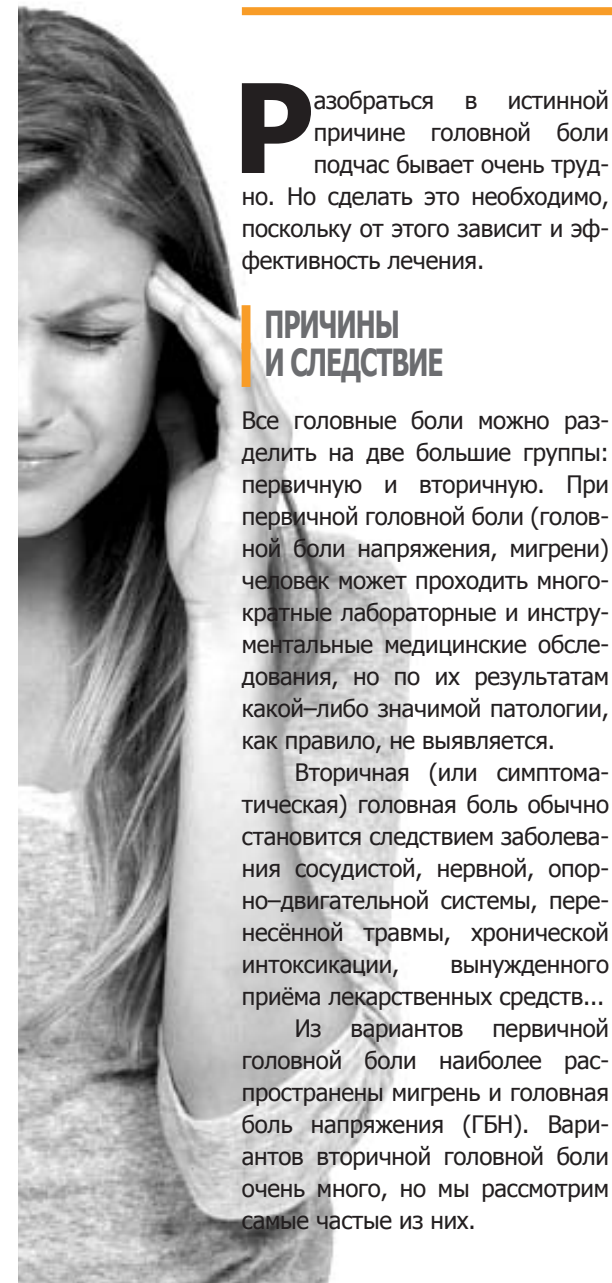 Разобраться в истинной
причине головной боли
подчас бывает очень труд-
но. Но сделать это необходимо,
поскольку от этого зависит и эф-
фективность лечения.
ПРИЧИНЫ
И СЛЕДСТВИЕ
Все головные боли можно раз-
делить на две большие группы:
первичную и вторичную. При
первичной головной боли (голов-
ной боли напряжения, мигрени)
человек может проходить много-
кратные лабораторные и инстру-
ментальные медицинские обсле-
дования, но по их результатам
какой–либо значимой патологии,
как правило, не выявляется.
Вторичная (или симптома-
тическая) головная боль обычно
становится следствием заболева-
ния сосудистой, нервной, опор-
но–двигательной системы, пере-
несённой травмы, хронической
интоксикации, вынужденного
приёма лекарственных средств...
Из вариантов первичной
головной боли наиболее рас-
пространены мигрень и головная
боль напряжения (ГБН). Вари-
антов вторичной головной боли
очень много, но мы рассмотрим
самые частые из них.